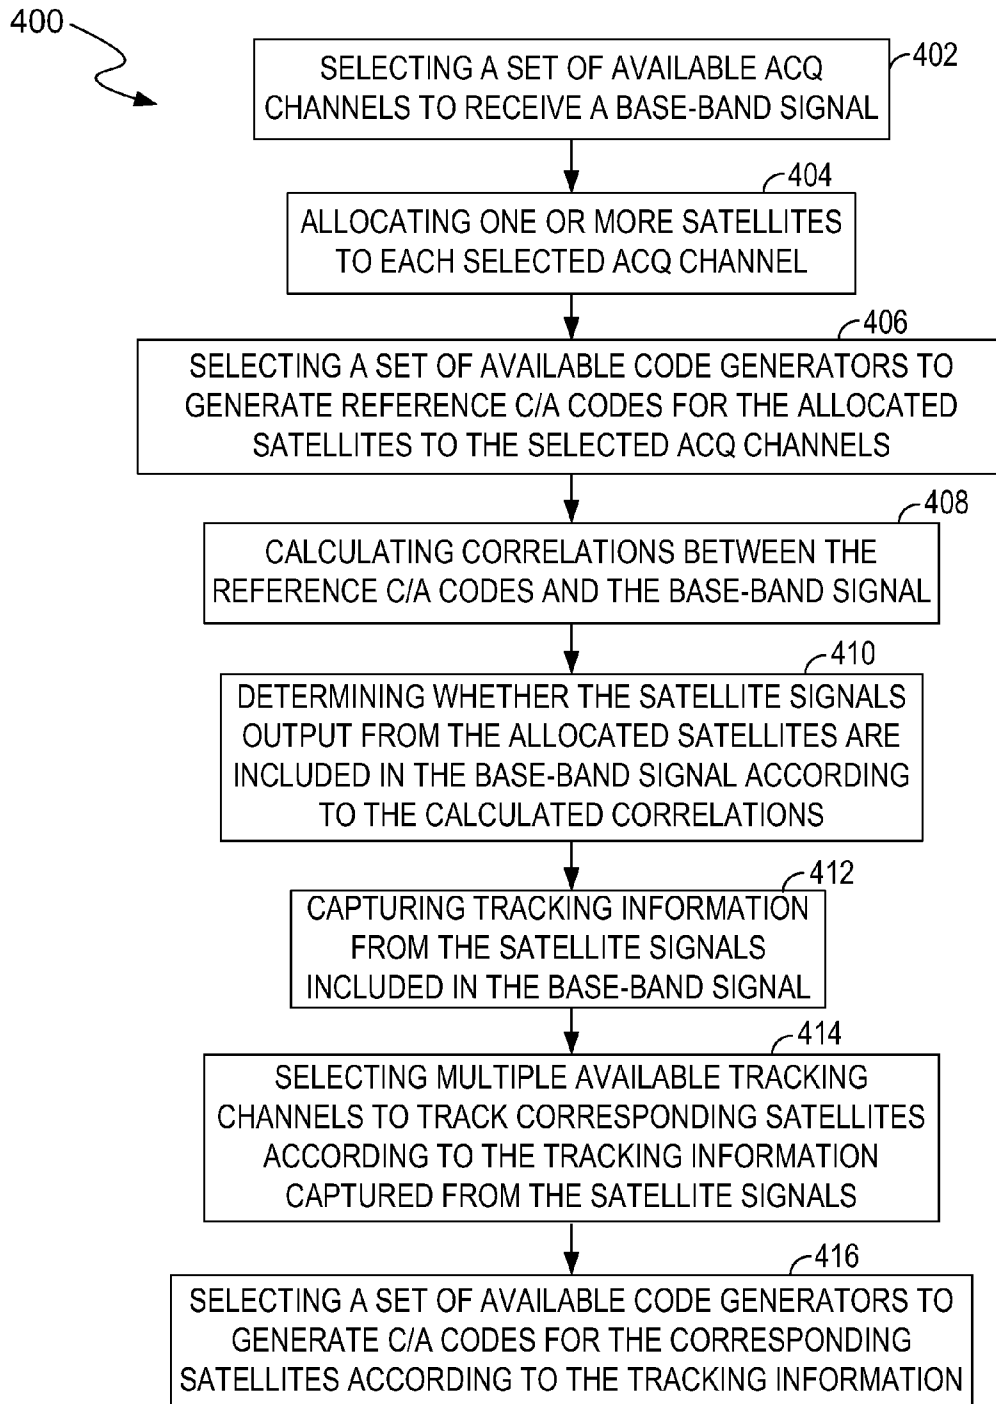 400
402
SELECTING A SET OF AVAILABLE ACQ
CHANNELS TO RECEIVE A BASE-BAND SIGNAL
404
ALLOCATING ONE OR MORE SATELLITES
TO EACH SELECTED ACQ CHANNEL
406
SELECTING A SET OF AVAILABLE CODE GENERATORS TO
GENERATE REFERENCE C/A CODES FOR THE ALLOCATED
SATELLITES TO THE SELECTED ACQ CHANNELS
408
CALCULATING CORRELATIONS BETWEEN THE
REFERENCE C/A CODES AND THE BASE-BAND SIGNAL
410
DETERMINING WHETHER THE SATELLITE SIGNALS
OUTPUT FROM THE ALLOCATED SATELLITES ARE
INCLUDED IN THE BASE-BAND SIGNAL ACCORDING
TO THE CALCULATED CORRELATIONS
412
CAPTURING TRACKING INFORMATION
FROM THE SATELLITE SIGNALS
INCLUDED IN THE BASE-BAND SIGNAL
414
SELECTING MULTIPLE AVAILABLE TRACKING
CHANNELS TO TRACK CORRESPONDING SATELLITES
ACCORDING TO THE TRACKING INFORMATION
CAPTURED FROM THE SATELLITE SIGNALS
416
SELECTING A SET OF AVAILABLE CODE GENERATORS TO
GENERATE C/A CODES FOR THE CORRESPONDING
SATELLITES ACCORDING TO THE TRACKING INFORMATION